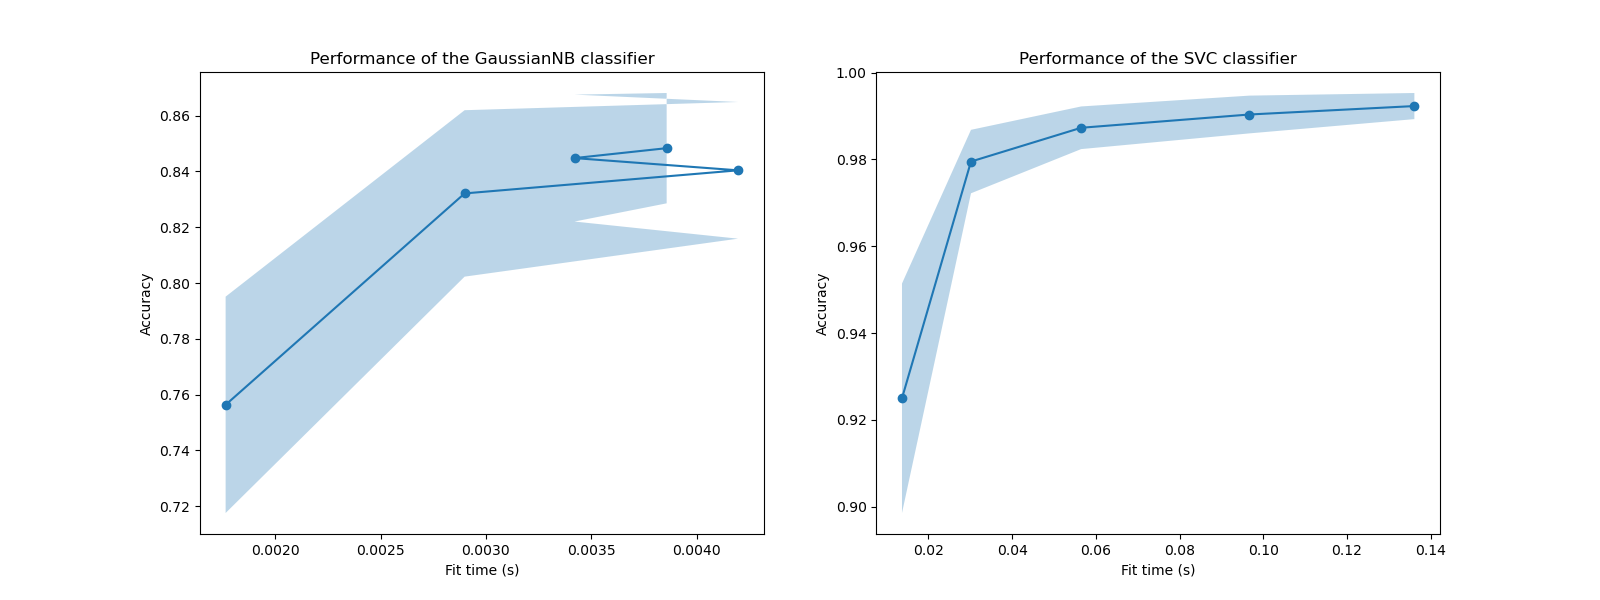 Performance of the GaussianNB classifier
0.86
0.84
0.82
0.80
0.78
0.76
0.74
0.72
Accuracy
0.0020 0.0025 0.0030 0.0035 0.0040
Fit time (s)
Performance of the SVC classifier
1.00
0.98
0.96
0.94
0.92
0.90
Accuracy
0.02 0.04 0.06 0.08 0.10 0.12 0.14
Fit time (s)